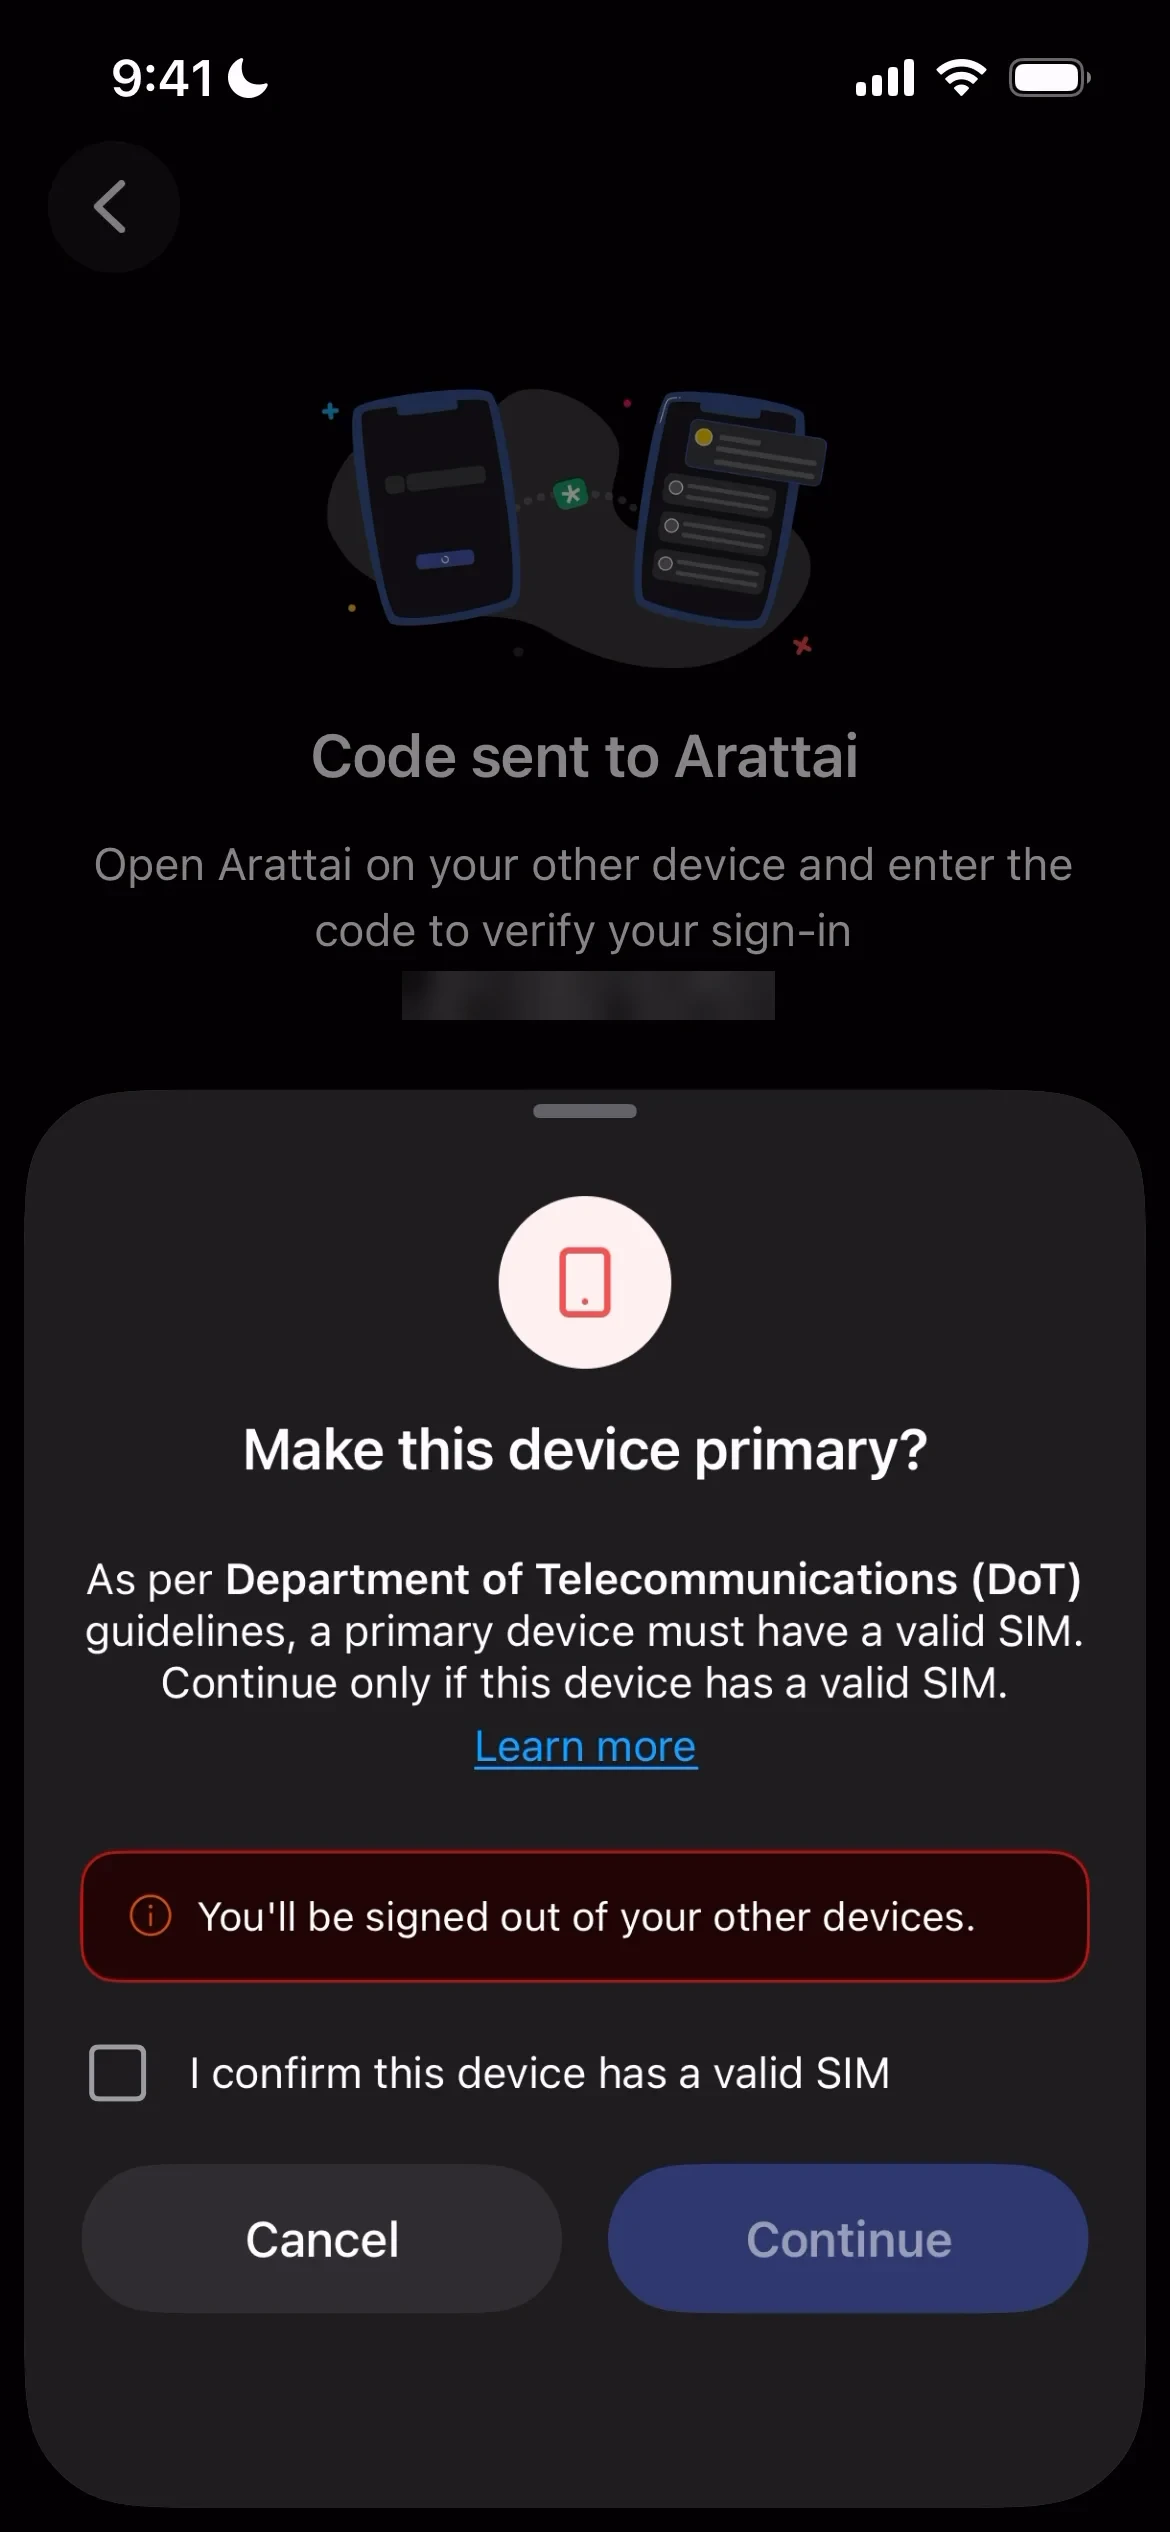 9:41
Code sent to Arattai
Open Arattai on your other device and enter the
code to verify your sign-in
Make this device primary?
As per Department of Telecommunications (DoT)
guidelines, a primary device must have a valid SIM.
Continue only if this device has a valid SIM.
Learn more
You'll be signed out of your other devices.
I confirm this device has a valid SIM
Cancel
Continue